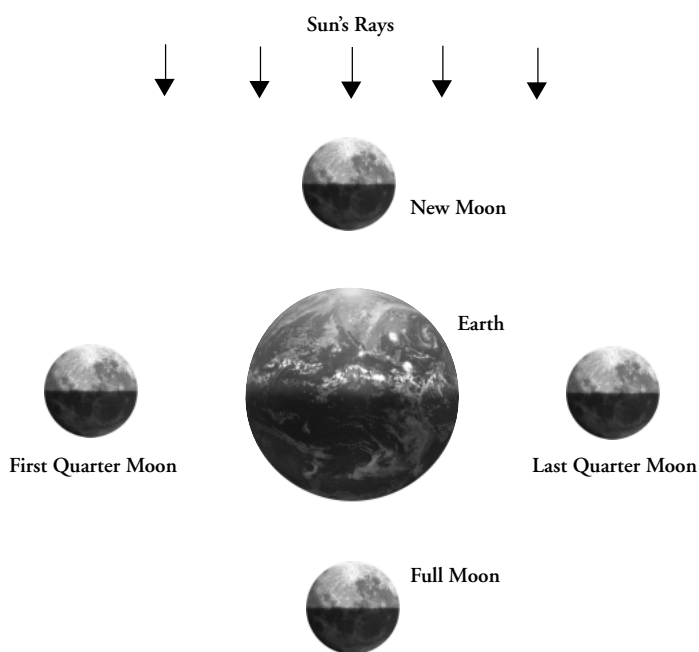 Sun's Rays
New Moon
Earth
First Quarter Moon
Last Quarter Moon
Full Moon